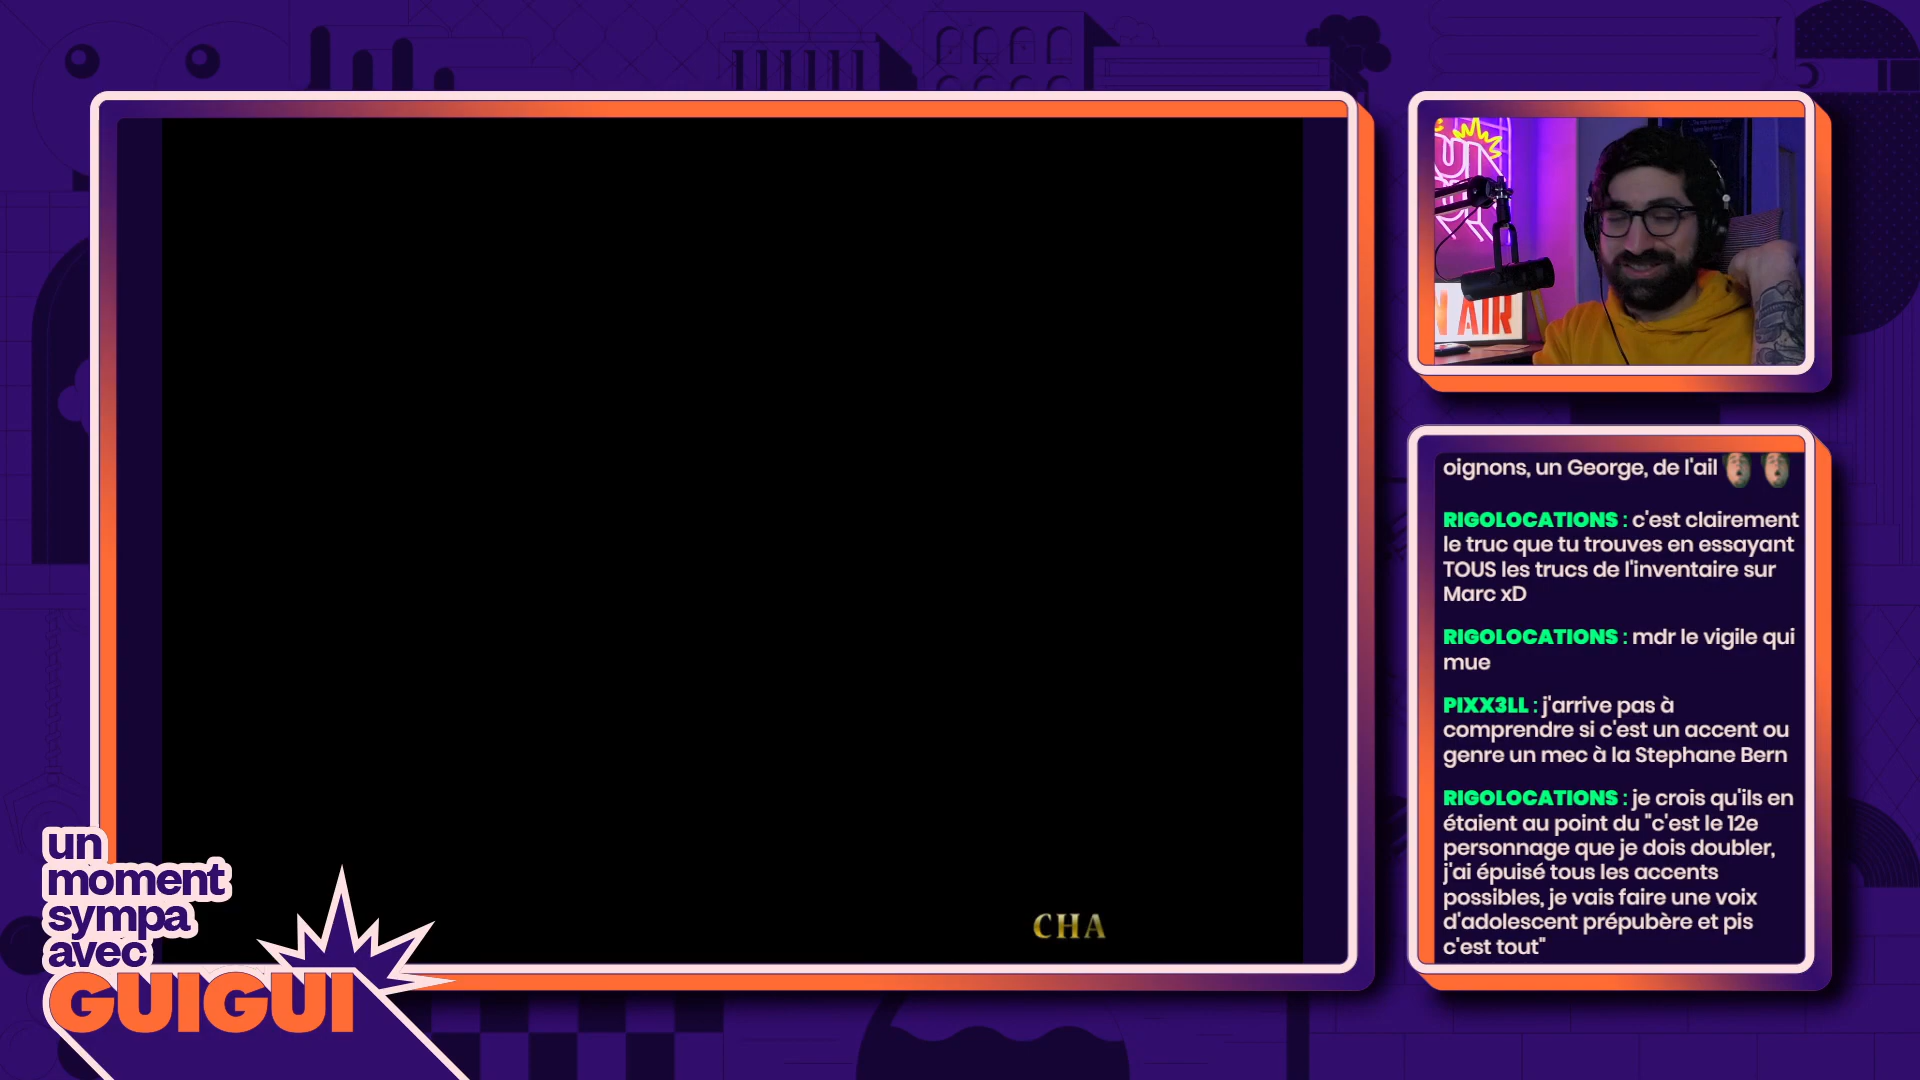 oignons, un George, de l'ail
RIGOLOCATIONS : c'est clairement
le truc que tu trouves en essayant
TOUS les trucs de l'inventaire sur
Marc xD
RIGOLOCATIONS : mdr le vigile qui
mue
PIXX3LL : j'arrive pas à
comprendre si c'est un accent ou
genre un mec à la Stephane Bern
RIGOLOCATIONS : je crois qu'ils en
étaient au point du "c'est le 12e
personnage que je dois doubler,
j'ai épuisé tous les accents
possibles, je vais faire une voix
d'adolescent prépubère et pis
c'est tout"
CHA
un
moment
sympa
avec
GUIGUI
AIR